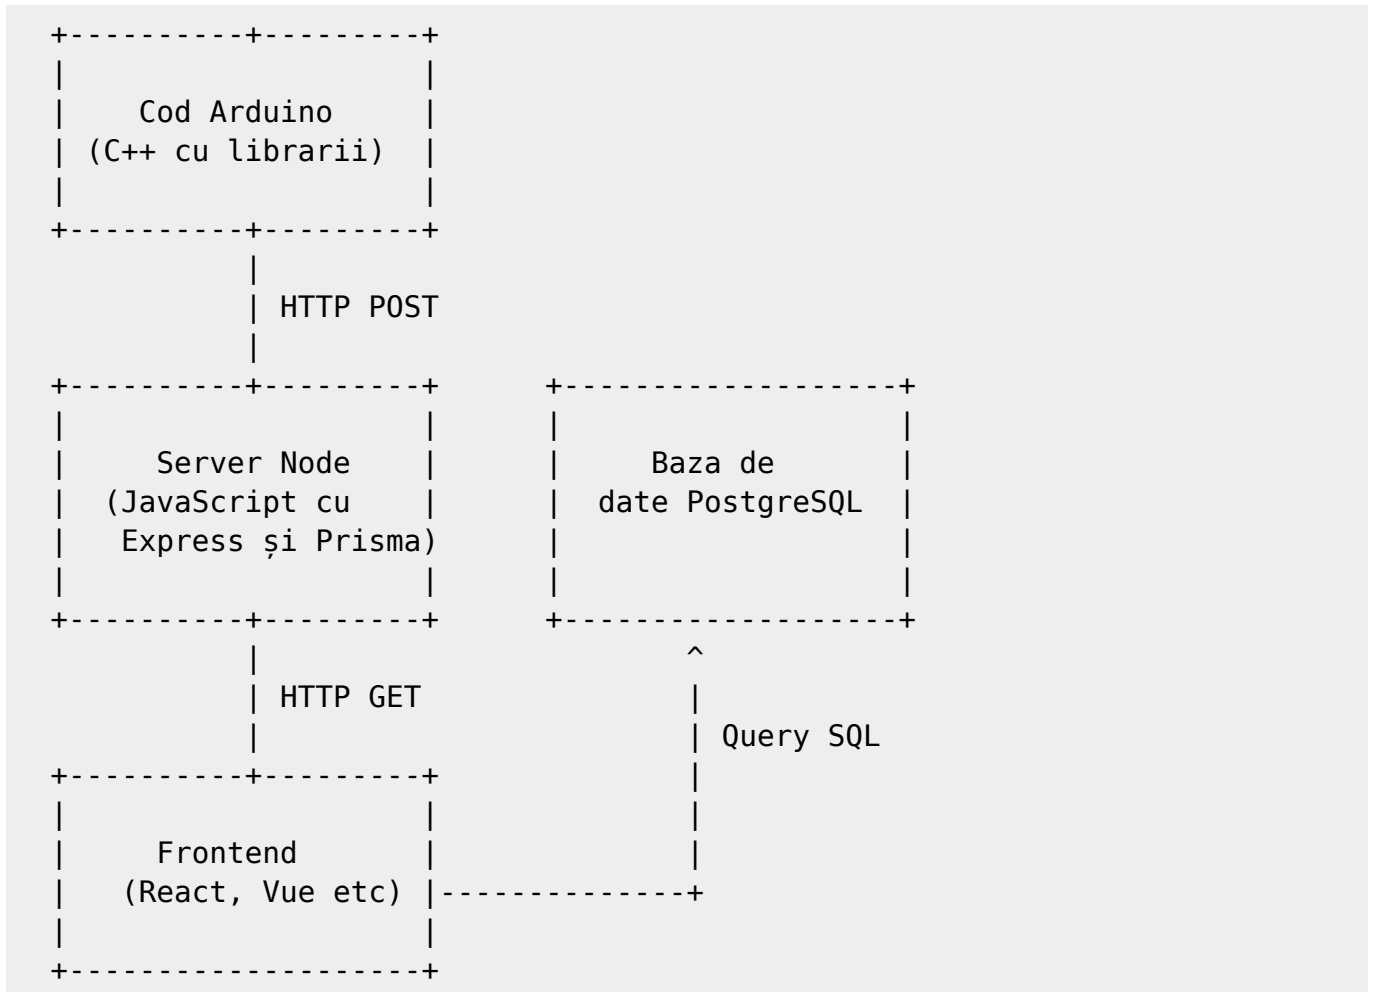 Cod Arduino
(C++ cu librarii)
HTTP POST
Server Node
(JavaScript cu
Express și Prisma)
Baza de
date PostgreSQL
HTTP GET
Query SQL
Frontend
(React, Vue etc)